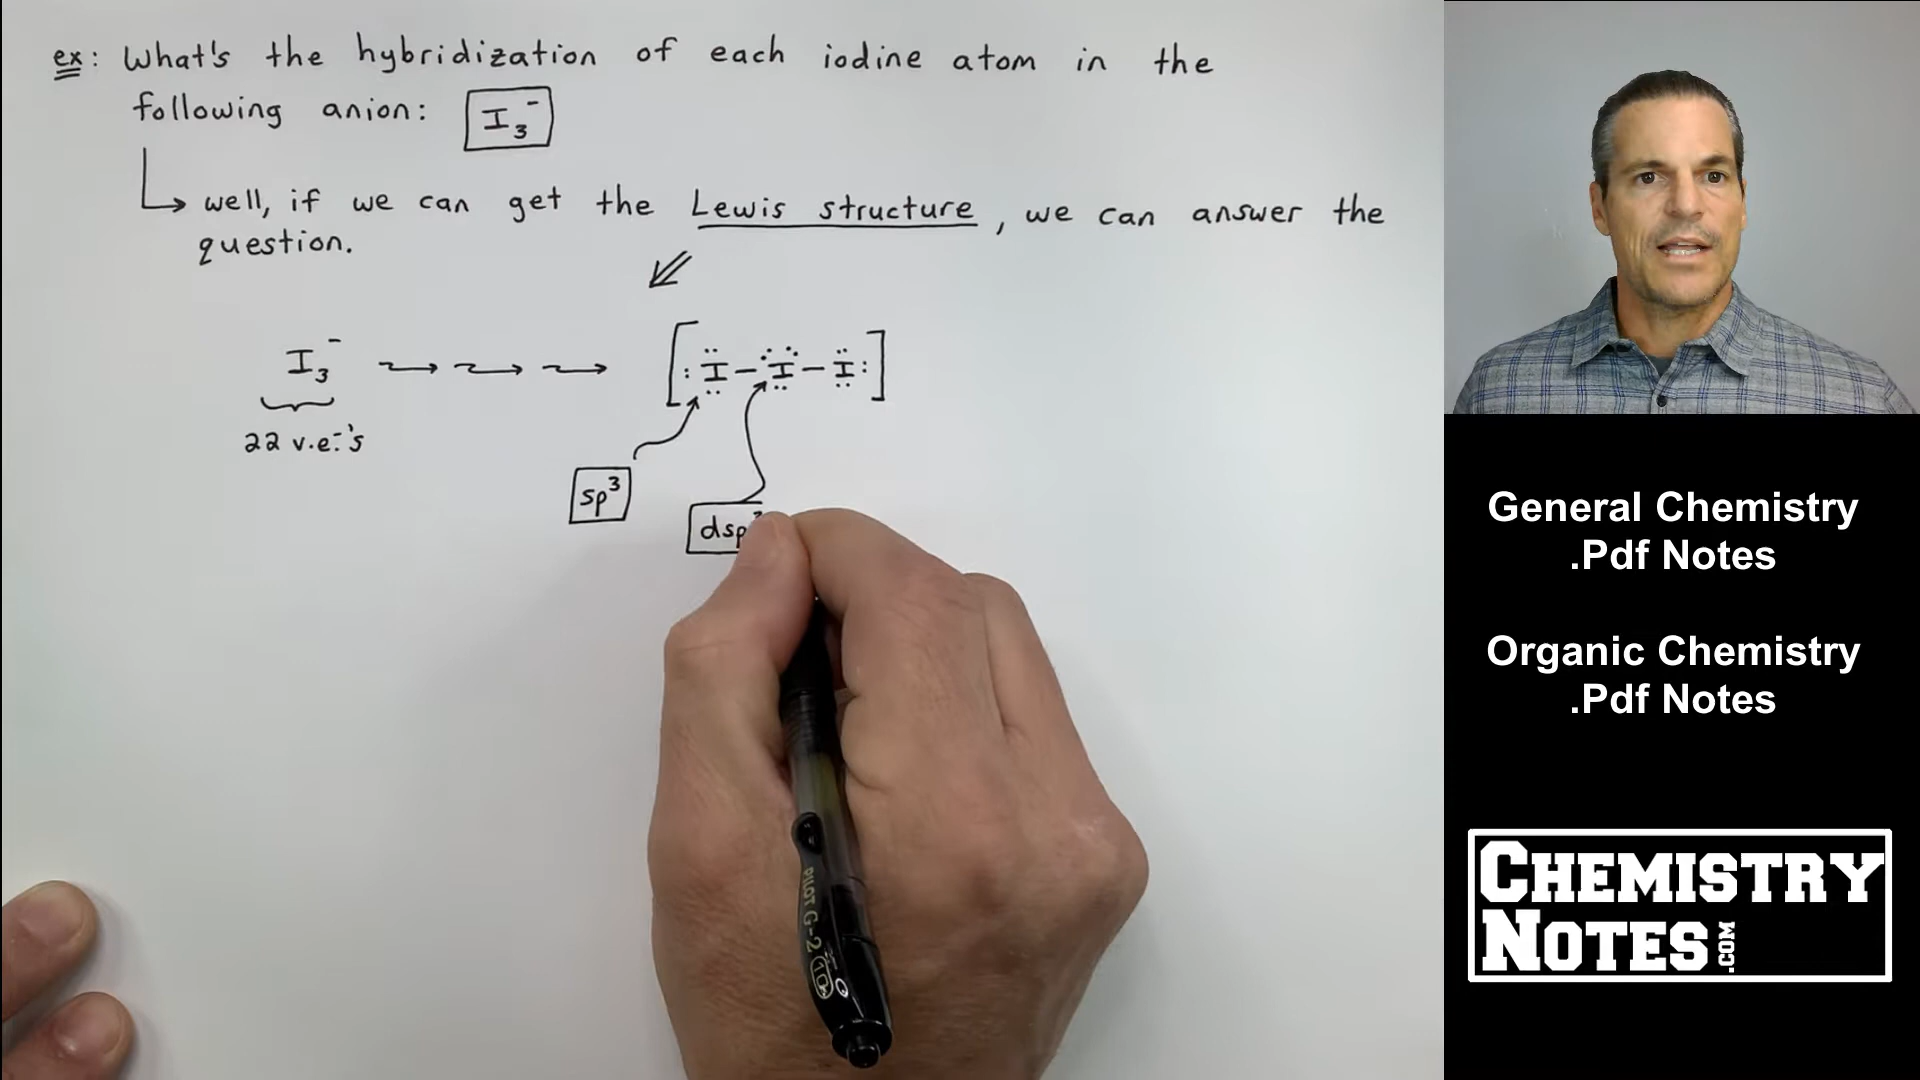 ex: What's the hybridization of each iodine atom in the
following anion: I₃⁻
well, if we can get the Lewis structure, we can answer the
question.
I₃⁻ [:Ï-I-Ï:]
22 v.e⁻'s
sp³
General Chemistry
.Pdf Notes
Organic Chemistry
.Pdf Notes
CHEMISTRY
NOTES.COM
PILOT G-2 10